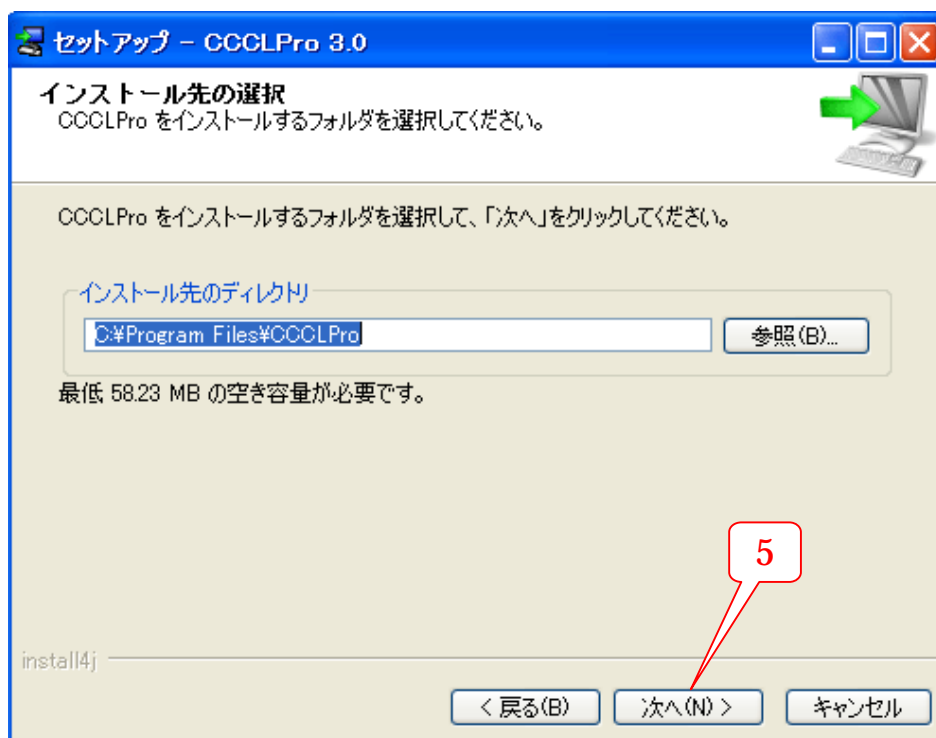 セットアップ - CCCLPro 3.0
インストール先の選択
CCCLPro をインストールするフォルダを選択してください。
CCCLPro をインストールするフォルダを選択して、「次へ」をクリックしてください。
インストール先のディレクトリ
C:¥Program Files¥CCCLPro
参照(B)...
最低 58.23 MB の空き容量が必要です。
5
install4j
< 戻る(B)
次へ(N) >
キャンセル